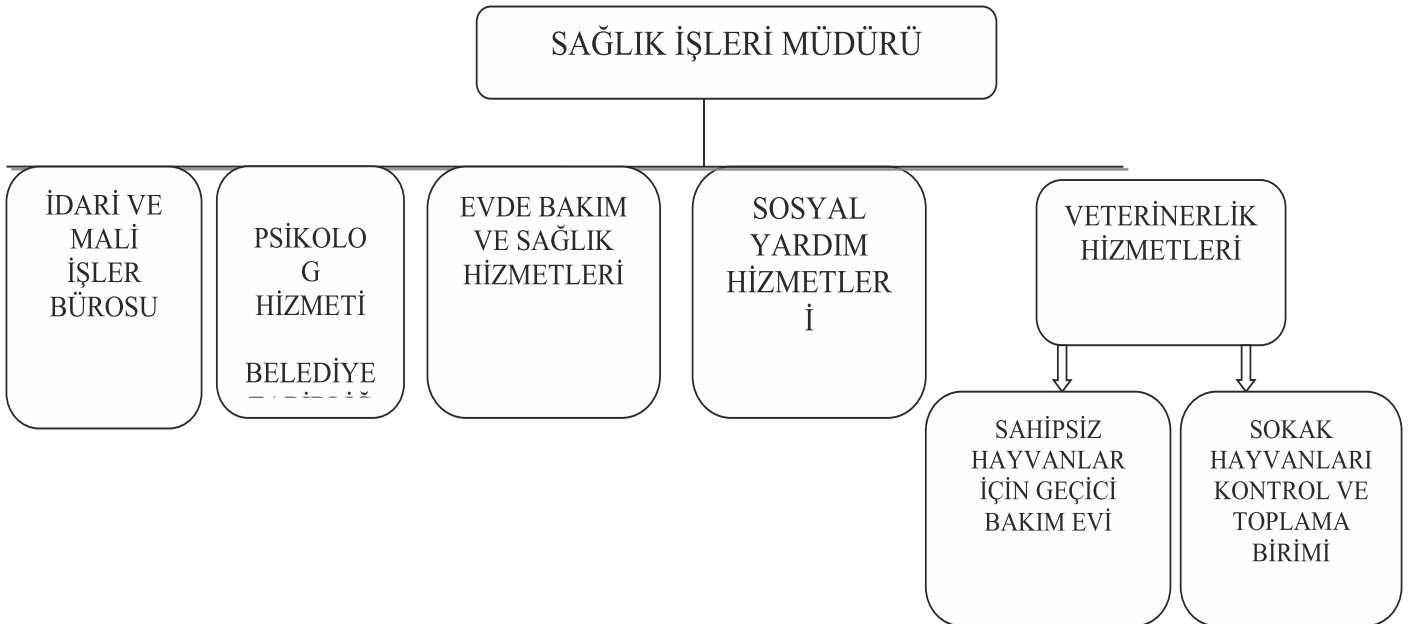 SAĞLIK İŞLERİ MÜDÜRÜ
İDARİ VE
MALİ
İŞLER
BÜROSU
PSİKOLO
G
HİZMETİ
BELEDİYE
EVDE BAKIM
VE SAĞLIK
HİZMETLERİ
SOSYAL
YARDIM
HİZMETLER
İ
VETERİNERLİK
HİZMETLERİ
SAHİPSİZ
HAYVANLAR
İÇİN GEÇİCİ
BAKIM EVİ
SOKAK
HAYVANLARI
KONTROL VE
TOPLAMA
BİRİMİ